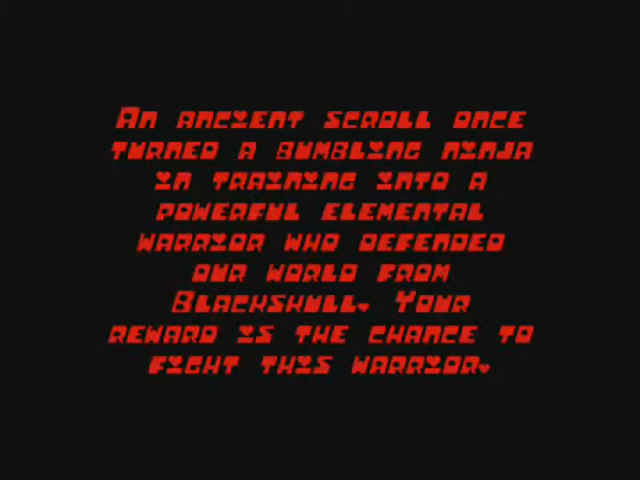 An ancient scroll once
turned a bumbling ninja
in training into a
powerful elemental
warrior who defended
our world from
Blackskull. Your
reward is the chance to
fight this warrior.